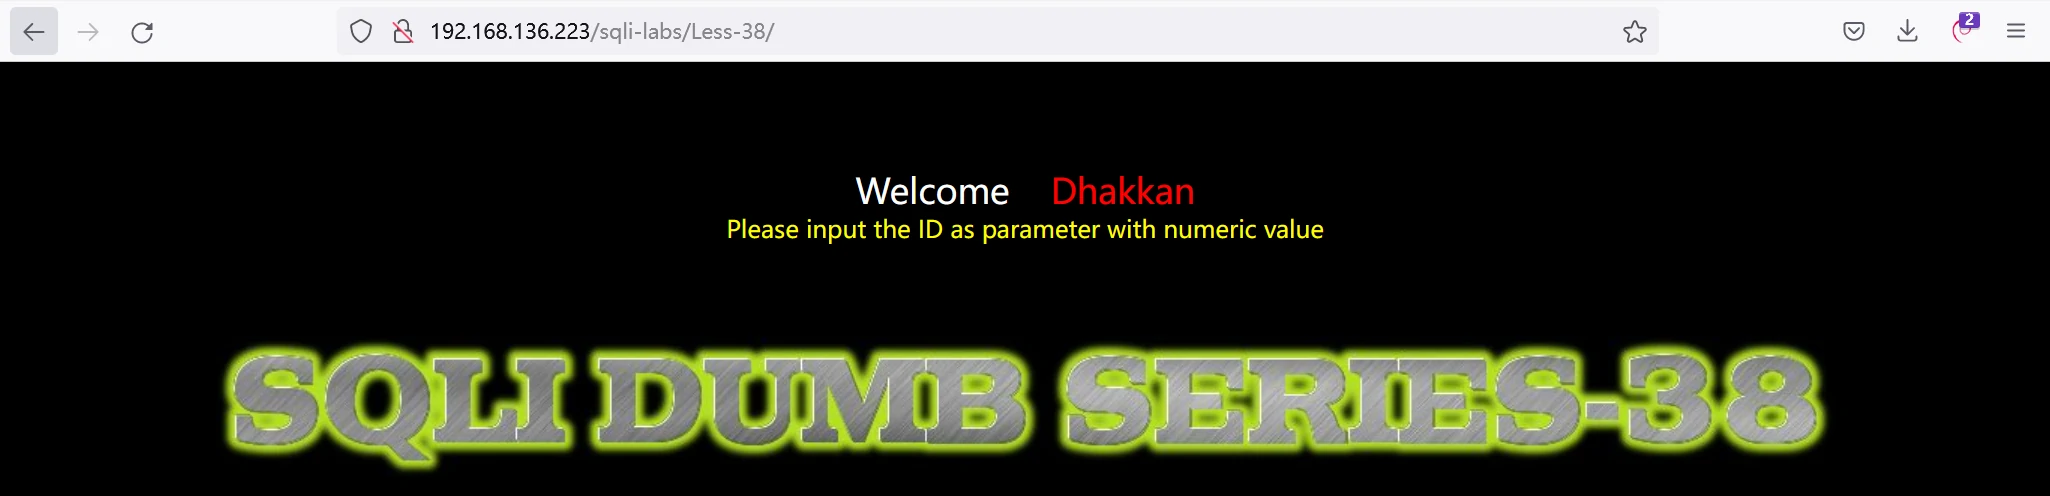 192.168.136.223/sqli-labs/Less-38/
2
Welcome Dhakkan
Please input the ID as parameter with numeric value
SQLI DUMB SERIES-38